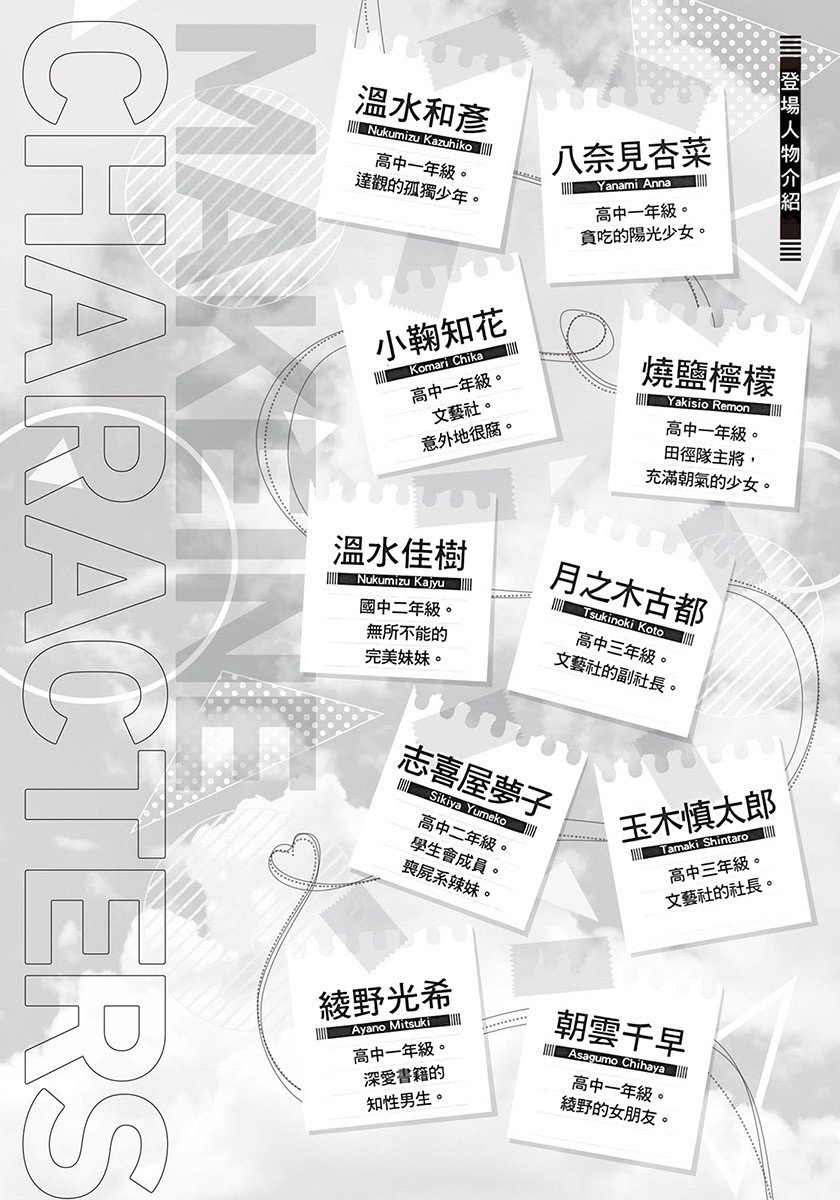 登場人物介紹
八奈見杏菜
Yanami Anna
高中一年級。
貪吃的陽光少女。
溫水和彥
Nukumizu Kazuhiko
高中一年級。
達觀的孤獨少年。
燒鹽檸檬
Yakisio Remon
高中一年級。
田徑隊主將，
充滿朝氣的少女。
小鞠知花
Komari Chika
高中一年級。
文藝社。
意外地很腐。
月之木古都
Tsukinoki Koto
高中三年級。
文藝社的副社長。
溫水佳樹
Nukumizu Kajyu
國中二年級。
無所不能的
完美妹妹。
玉木慎太郎
Tamaki Shintaro
高中三年級。
文藝社的社長。
志喜屋夢子
Sikiya Yumeko
高中二年級。
學生會成員。
喪屍系辣妹。
朝雲千早
Asagumo Chihaya
高中一年級。
綾野的女朋友。
綾野光希
Ayano Mitsuki
高中一年級。
深愛書籍的
知性男生。
MAKEINE
CHARACTERS